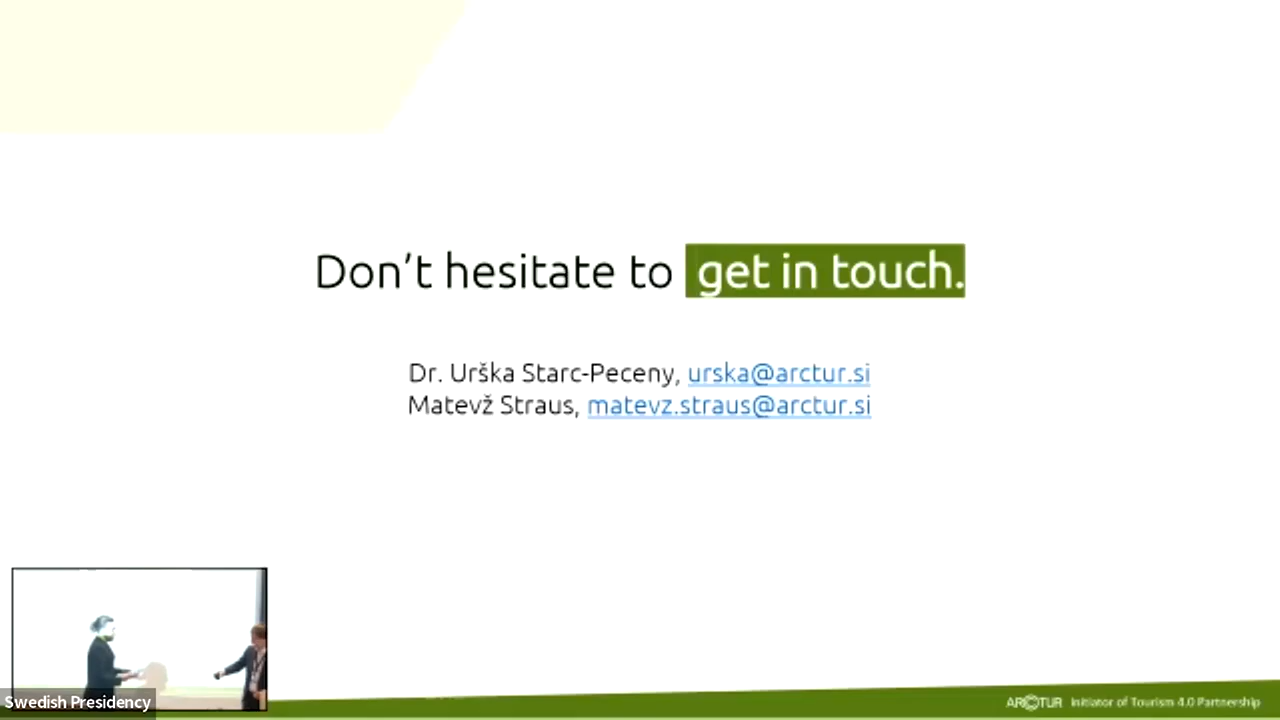 Don't hesitate to get in touch.
Dr. Urška Starc-Peceny, urska@arctur.si
Matevž Straus, matevz.straus@arctur.si
Swedish Presidency
ARCTUR Initiator of Tourism 4.0 Partnership